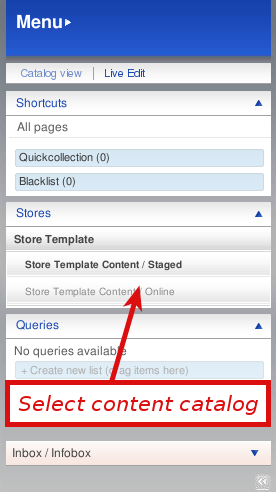 Menu
Catalog view | Live Edit
Shortcuts
All pages
Quickcollection (0)
Blacklist (0)
Stores
Store Template
Store Template Content / Staged
Store Template Content / Online
Queries
No queries available
+ Create new list (drag items here)
Select content catalog
Inbox / Infobox